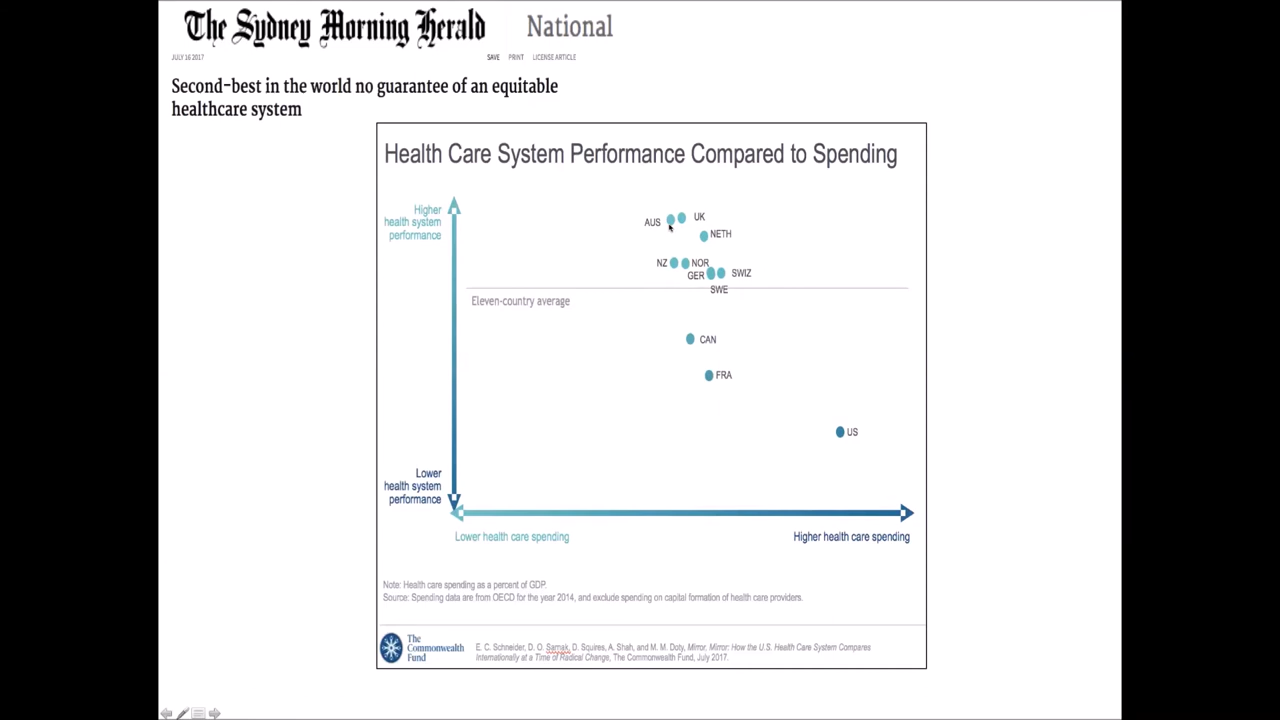 The Sydney Morning Herald National
JULY 16 2017 SAVE PRINT LICENSE ARTICLE
Second-best in the world no guarantee of an equitable
healthcare system
Health Care System Performance Compared to Spending
Higher
health system
performance
AUS
UK
NETH
NZ
NOR
GER
SWIZ
SWE
Eleven-country average
CAN
FRA
US
Lower
health system
performance
Lower health care spending
Higher health care spending
Note: Health care spending as a percent of GDP.
Source: Spending data are from OECD for the year 2014, and exclude spending on capital formation of health care providers.
The
Commonwealth
Fund
E. C. Schneider, D. O. Sarnak, D. Squires, A. Shah, and M. M. Doty, Mirror, Mirror: How the U.S. Health Care System Compares
Internationally at a Time of Radical Change, The Commonwealth Fund, July 2017.